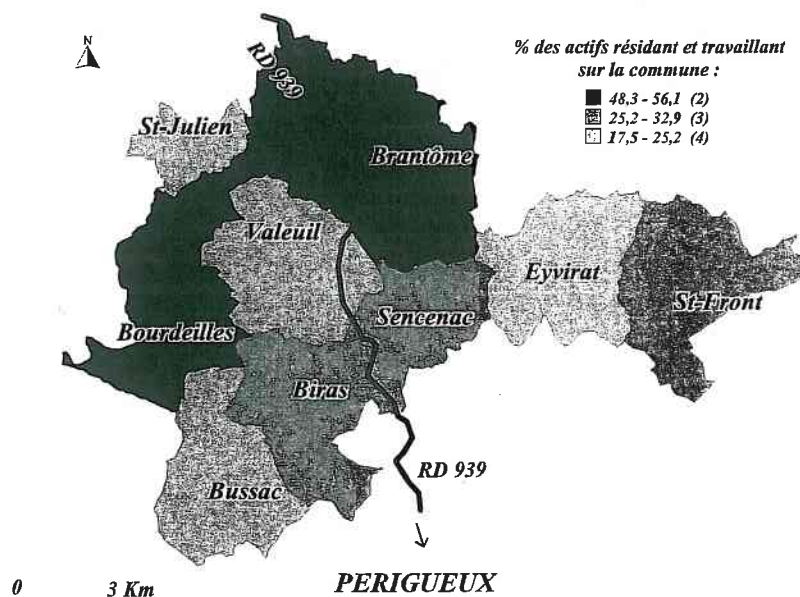 N
RD 939
% des actifs résidant et travaillant
sur la commune :
48,3 - 56,1 (2)
25,2 - 32,9 (3)
17,5 - 25,2 (4)
St-Julien
Brantôme
Valeuil
Eyvirat
St-Front
Sencenac
Bourdeilles
Biras
RD 939
Bussac
0 3 Km
PERIGUEUX